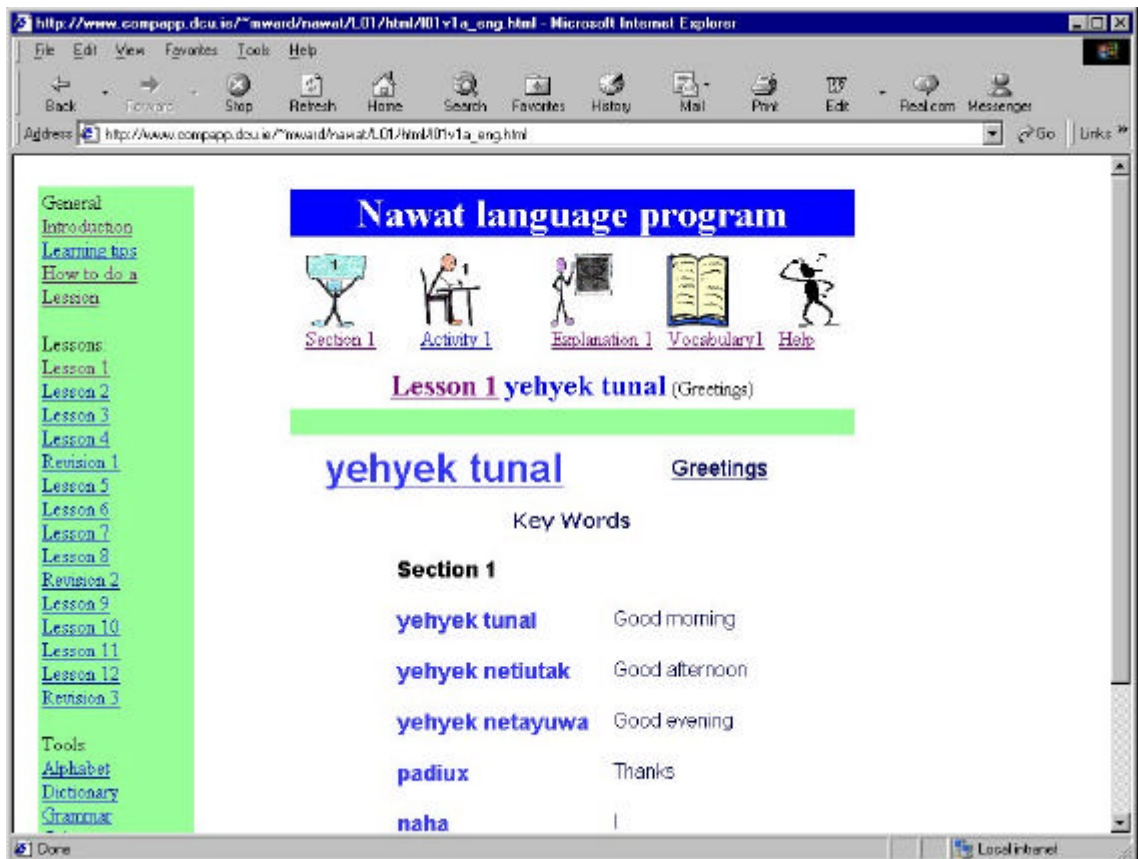 http://www.compapp.dcu.ie/~mward/nawat/L01/html/l01v1a_eng.html - Microsoft Internet Explorer
File Edit View Favorites Tools Help
Back Forward Stop Refresh Home Search Favorites History Mail Print Edit Real.com Messenger
Address http://www.compapp.dcu.ie/~mward/nawat/L01/html/l01v1a_eng.html Go Links »
General
Introduction
Learning tips
How to do a
Lession
Lessons:
Lesson 1
Lesson 2
Lesson 3
Lesson 4
Revision 1
Lesson 5
Lesson 6
Lesson 7
Lesson 8
Revision 2
Lesson 9
Lesson 10
Lesson 11
Lesson 12
Revision 3
Tools
Alphabet
Dictionary
Grammar
Nawat language program
1 1
Section 1 Activity 1 Explanation 1 Vocabulary1 Help
Lesson 1 yehyek tunal (Greetings)
yehyek tunal Greetings
Key Words
Section 1
yehyek tunal Good morning
yehyek netiutak Good afternoon
yehyek netayuwa Good evening
padiux Thanks
naha I
Done Local intranet